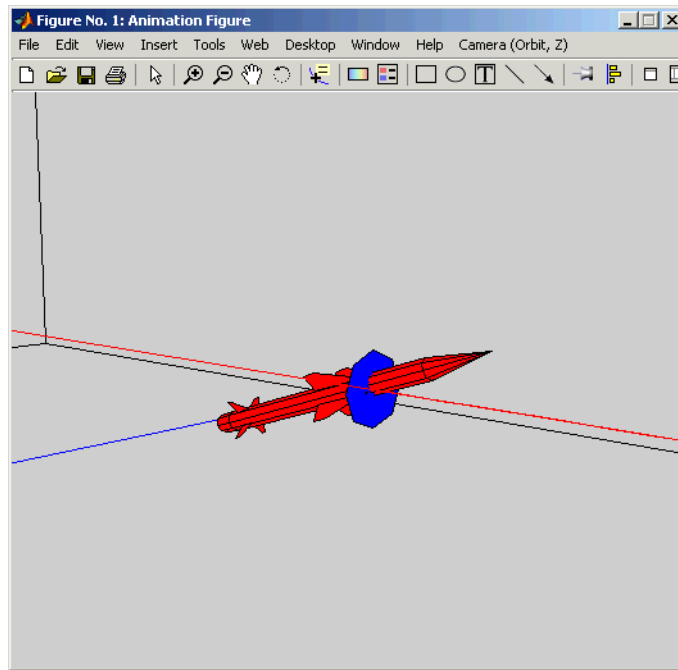 Figure No. 1: Animation Figure
File Edit View Insert Tools Web Desktop Window Help Camera (Orbit, Z)
T